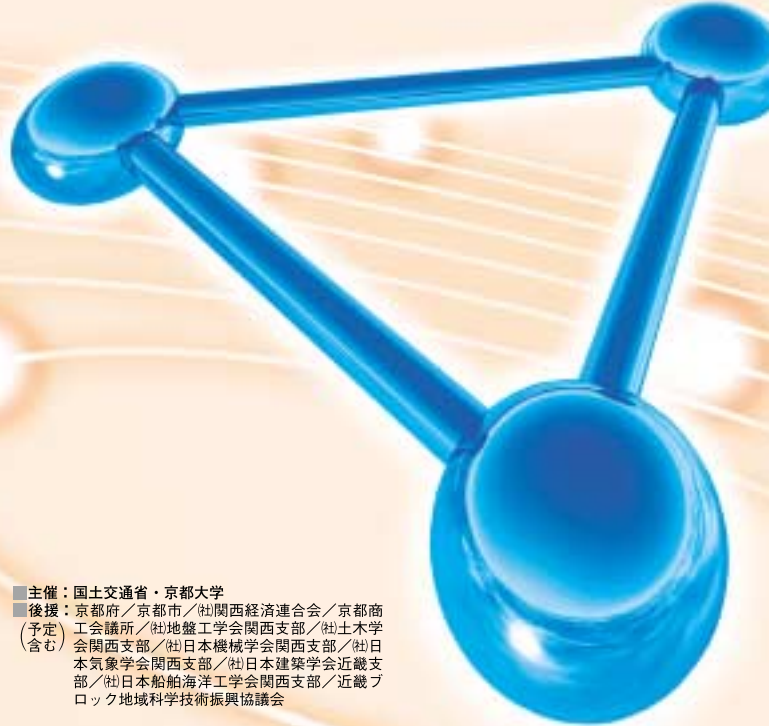 ■主催：国土交通省・京都大学
■後援：京都府／京都市／㈳関西経済連合会／京都商
（予定含む）工会議所／㈳地盤工学会関西支部／㈳土木学
会関西支部／㈳日本機械学会関西支部／㈳日
本気象学会関西支部／㈳日本建築学会近畿支
部／㈳日本船舶海洋工学会関西支部／近畿ブ
ロック地域科学技術振興協議会